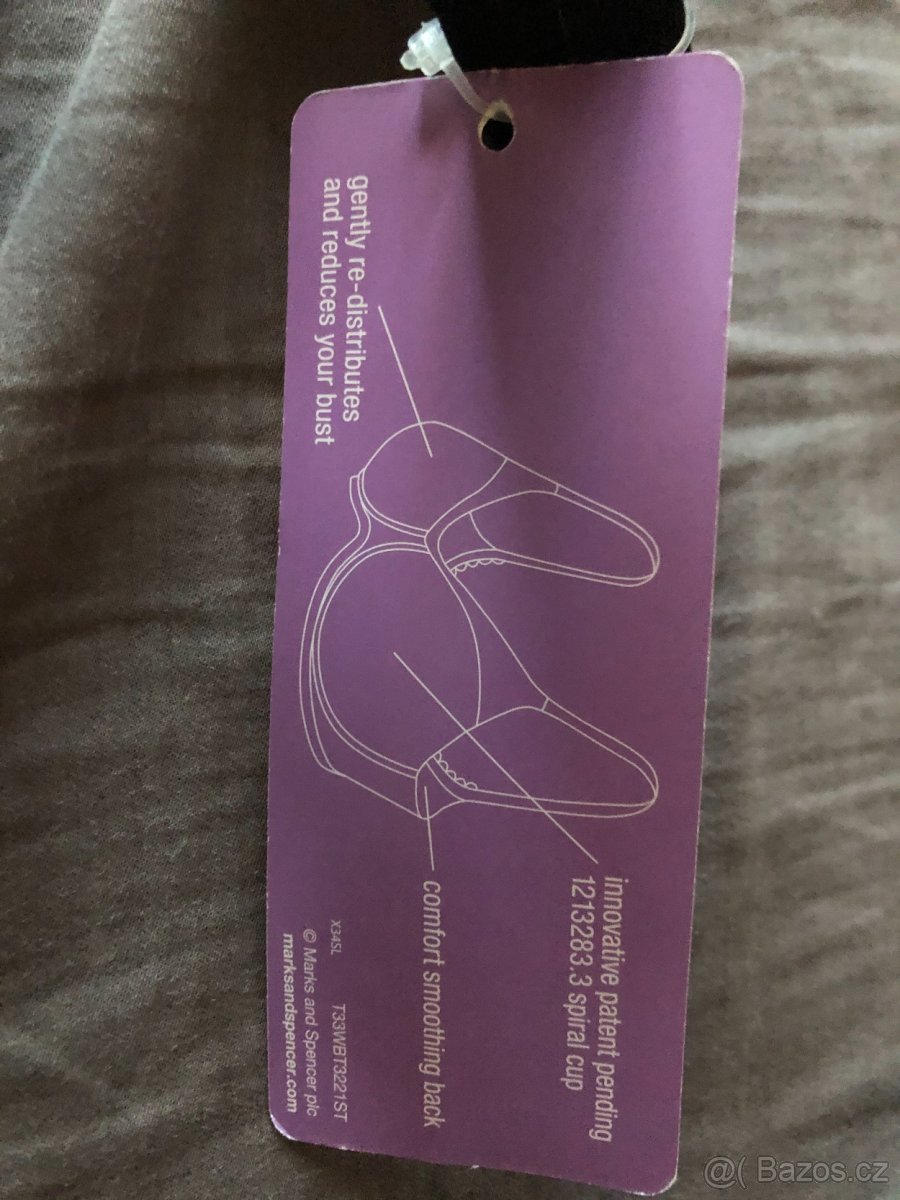 innovative patent pending
1213283.3 spiral cup
gently re-distributes
and reduces your bust
comfort smoothing back
X34SL T33WBT3221ST
© Marks and Spencer plc
marksandspencer.com
@( Bazos.cz